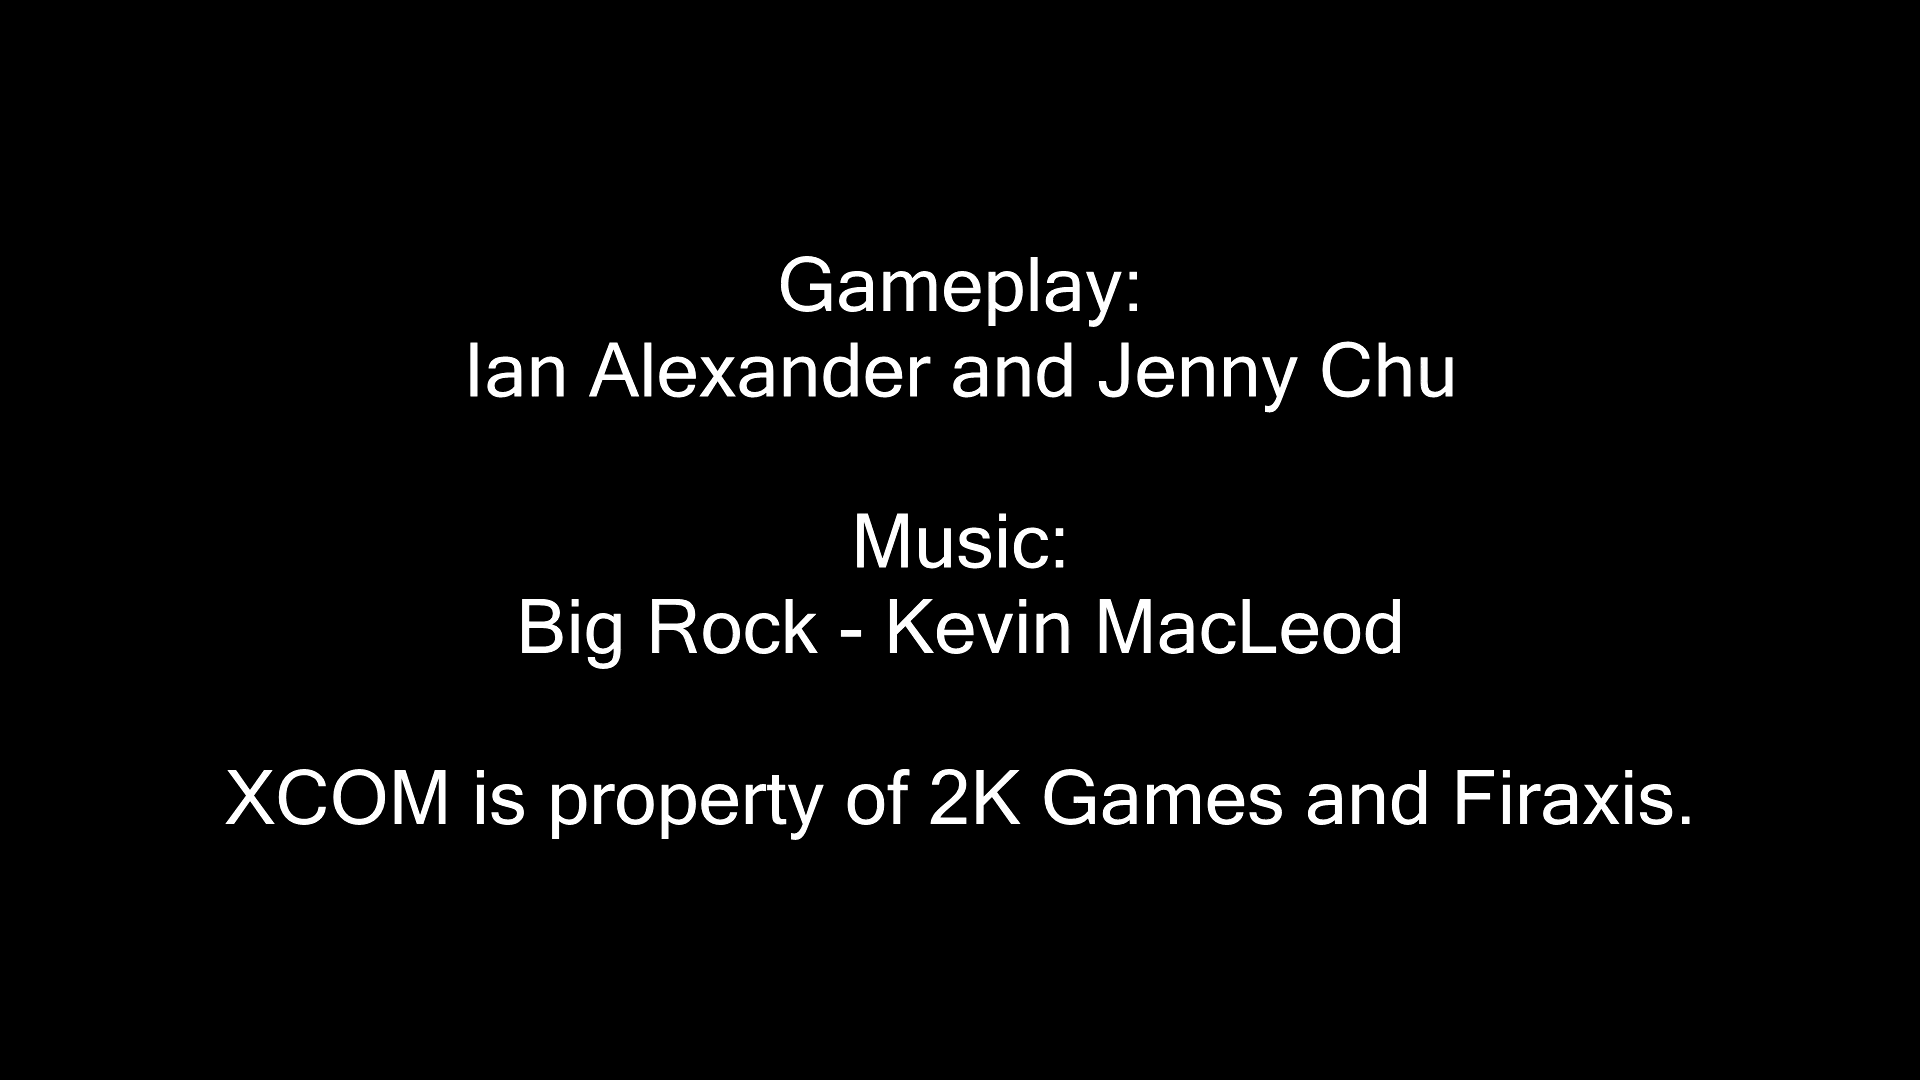 Gameplay:
Ian Alexander and Jenny Chu
Music:
Big Rock - Kevin MacLeod
XCOM is property of 2K Games and Firaxis.